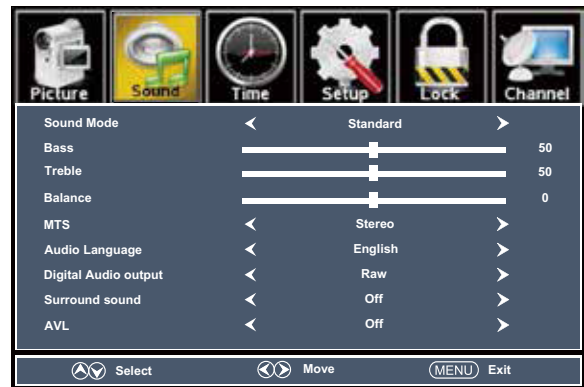 Picture Sound Time Setup Lock Channel
Sound Mode Standard
Bass 50
Treble 50
Balance 0
MTS Stereo
Audio Language English
Digital Audio output Raw
Surround sound Off
AVL Off
Select Move MENU Exit